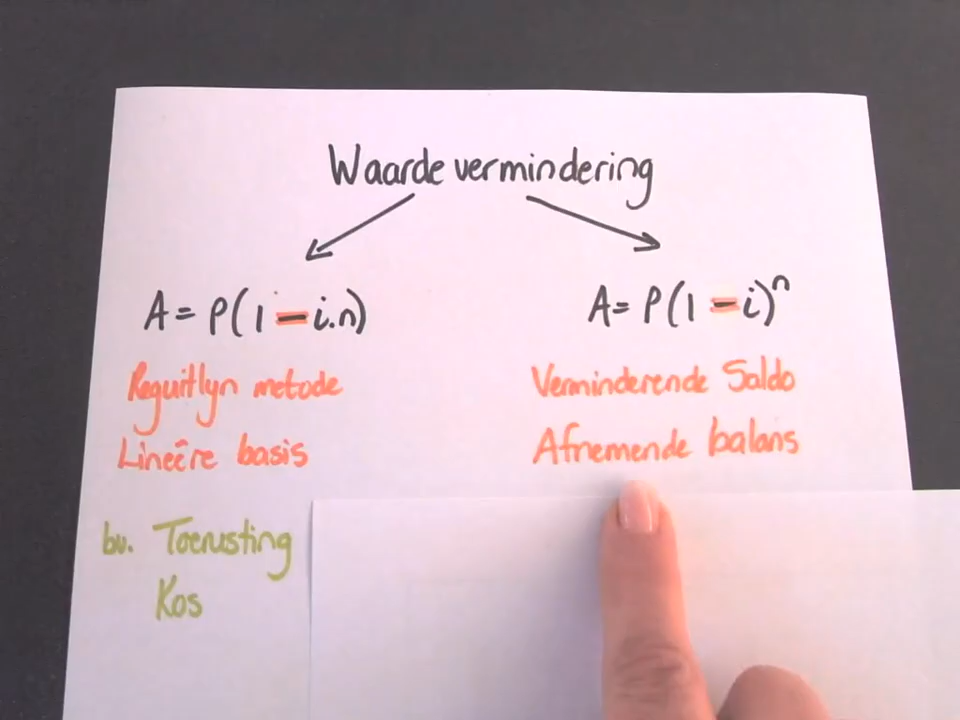 Waardevermindering
A = P(1 - i.n)
A = P(1 - i)ⁿ
Reguitlyn metode
Lineêre basis
Verminderende Saldo
Afnemende balans
bv. Toerusting
Kos